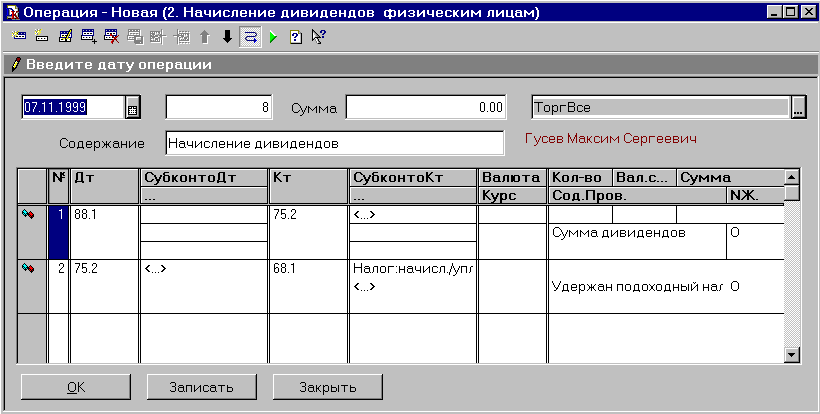 Операция - Новая (2. Начисление дивидендов физическим лицам)
Введите дату операции
07.11.1999 8 Сумма 0.00 ТоргВсе ...
Содержание Начисление дивидендов Гусев Максим Сергеевич
№ Дт СубконтоДт Кт СубконтоКт Валюта Кол-во Вал.с... Сумма
... ... Курс Сод.Пров. NЖ.
1 88.1 75.2 <...>
Сумма дивидендов 0
2 75.2 <...> 68.1 Налог:начисл./упл
<...> Удержан подоходный нал 0
OK Записать Закрыть